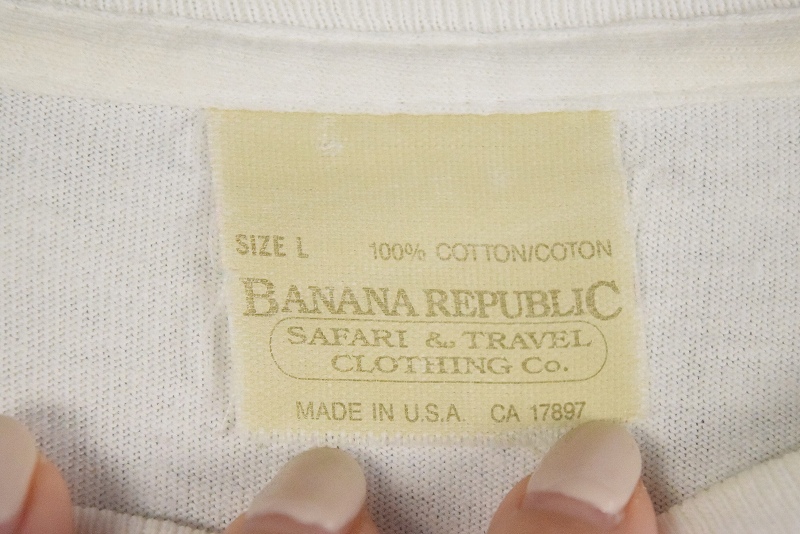 SIZE L 100% COTTON/COTON
BANANA REPUBLIC
SAFARI & TRAVEL
CLOTHING Co.
MADE IN U.S.A. CA 17897